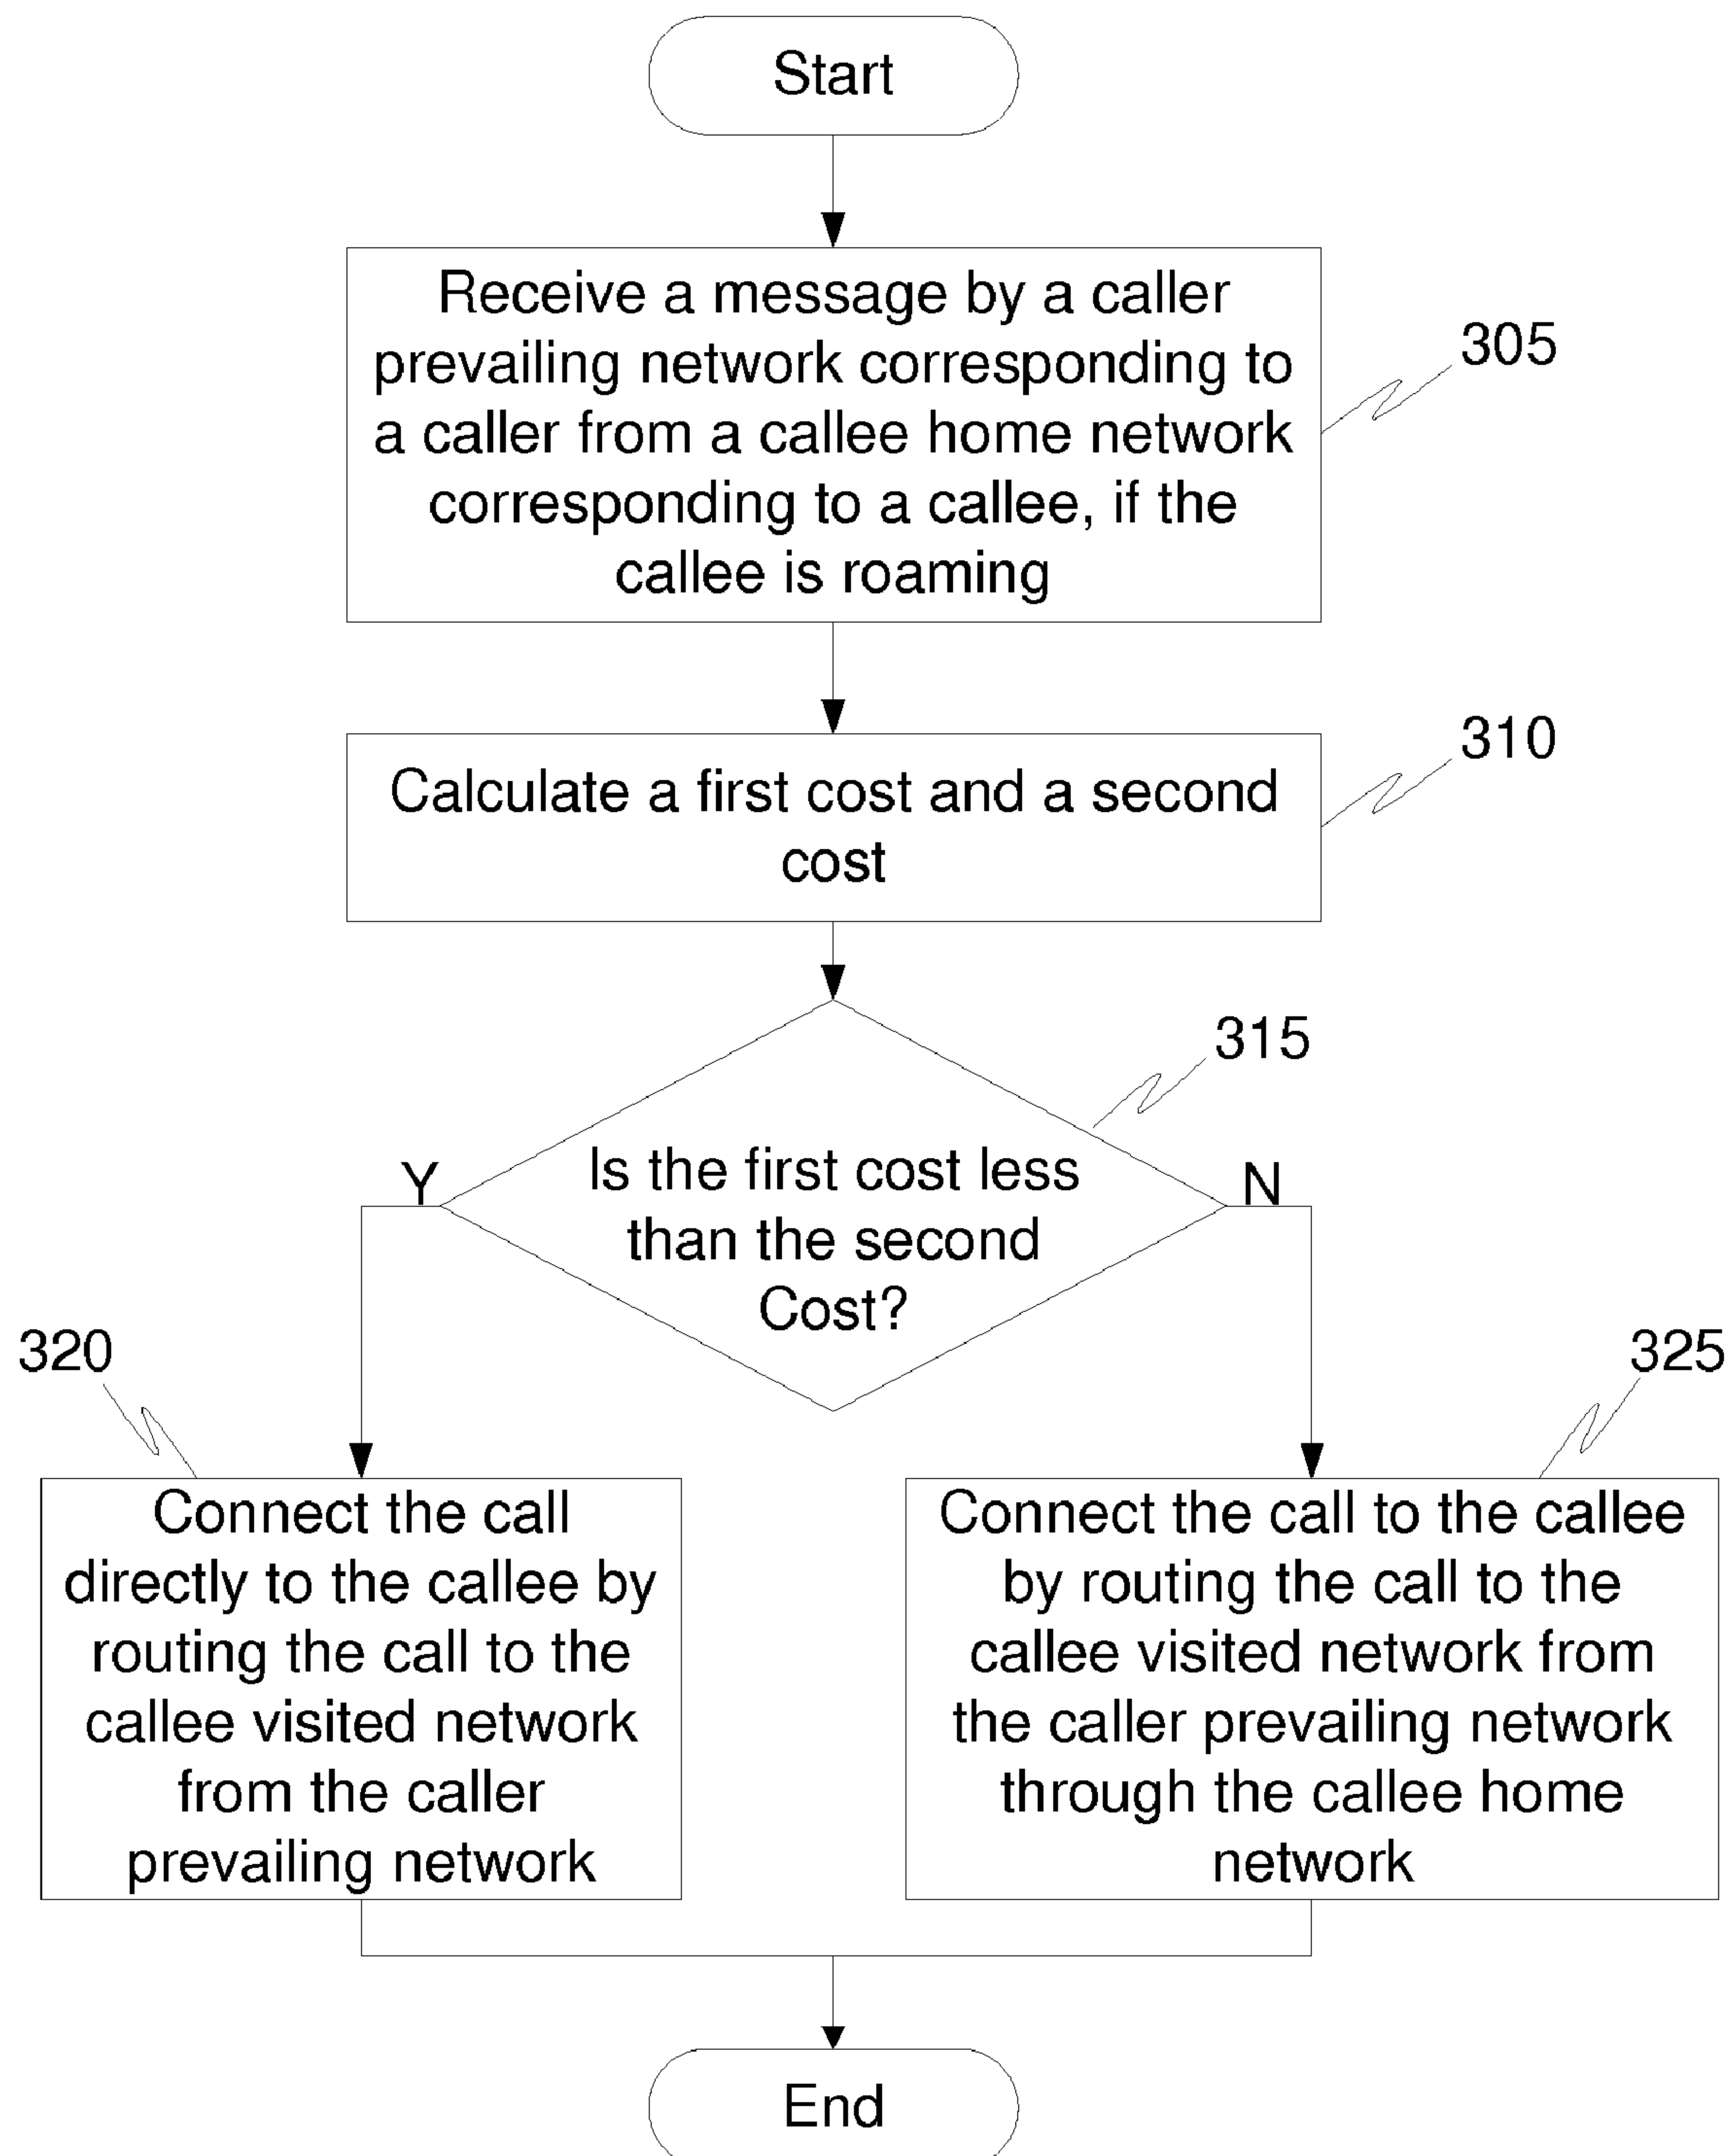 Start
Receive a message by a caller
prevailing network corresponding to
a caller from a callee home network
corresponding to a callee, if the
callee is roaming
305
Calculate a first cost and a second
cost
310
315
Is the first cost less
than the second
Cost?
Y
N
320
325
Connect the call
directly to the callee by
routing the call to the
callee visited network
from the caller
prevailing network
Connect the call to the callee
by routing the call to the
callee visited network from
the caller prevailing network
through the callee home
network
End